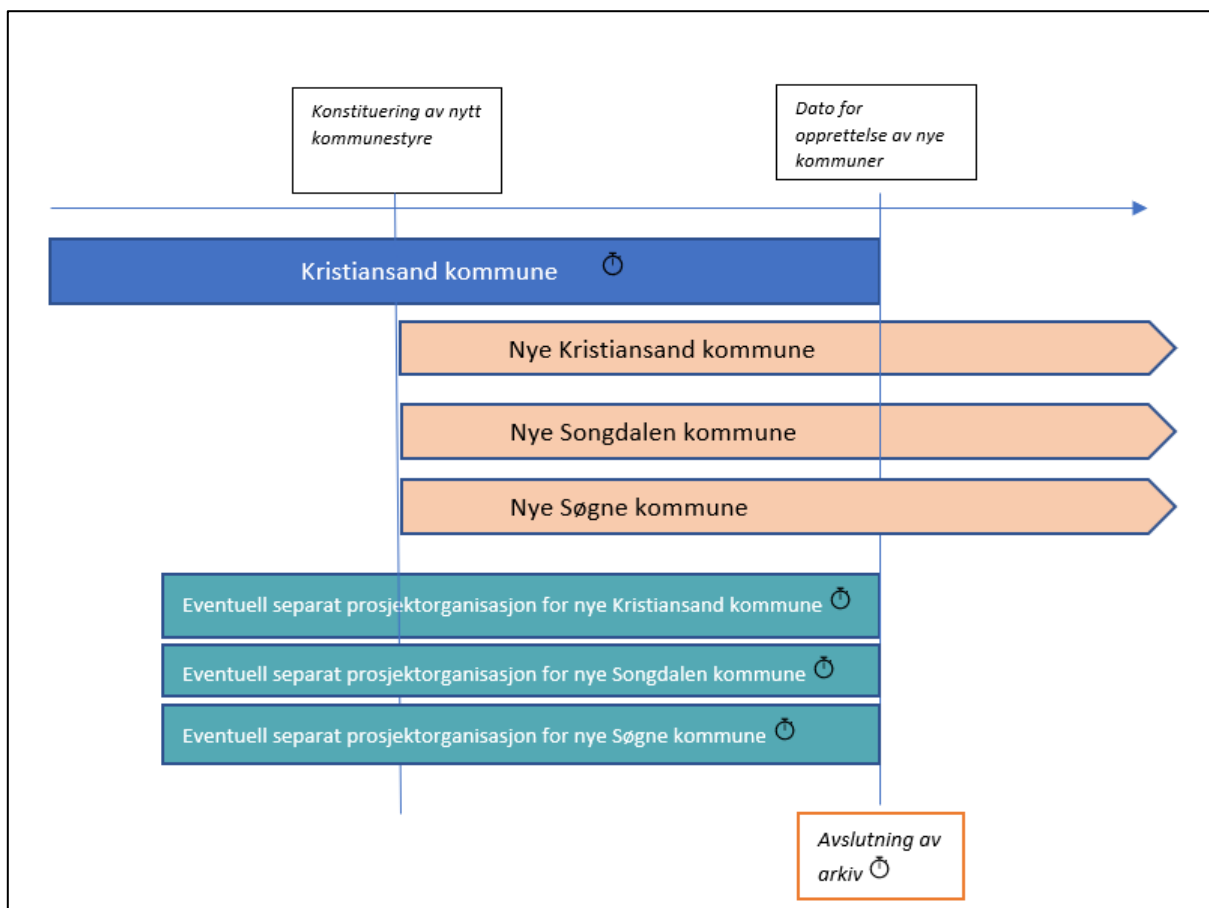 Konstituering av nytt
kommunestyre
Dato for
opprettelse av nye
kommuner
Kristiansand kommune
Nye Kristiansand kommune
Nye Songdalen kommune
Nye Søgne kommune
Eventuell separat prosjektorganisasjon for nye Kristiansand kommune
Eventuell separat prosjektorganisasjon for nye Songdalen kommune
Eventuell separat prosjektorganisasjon for nye Søgne kommune
Avslutning av
arkiv